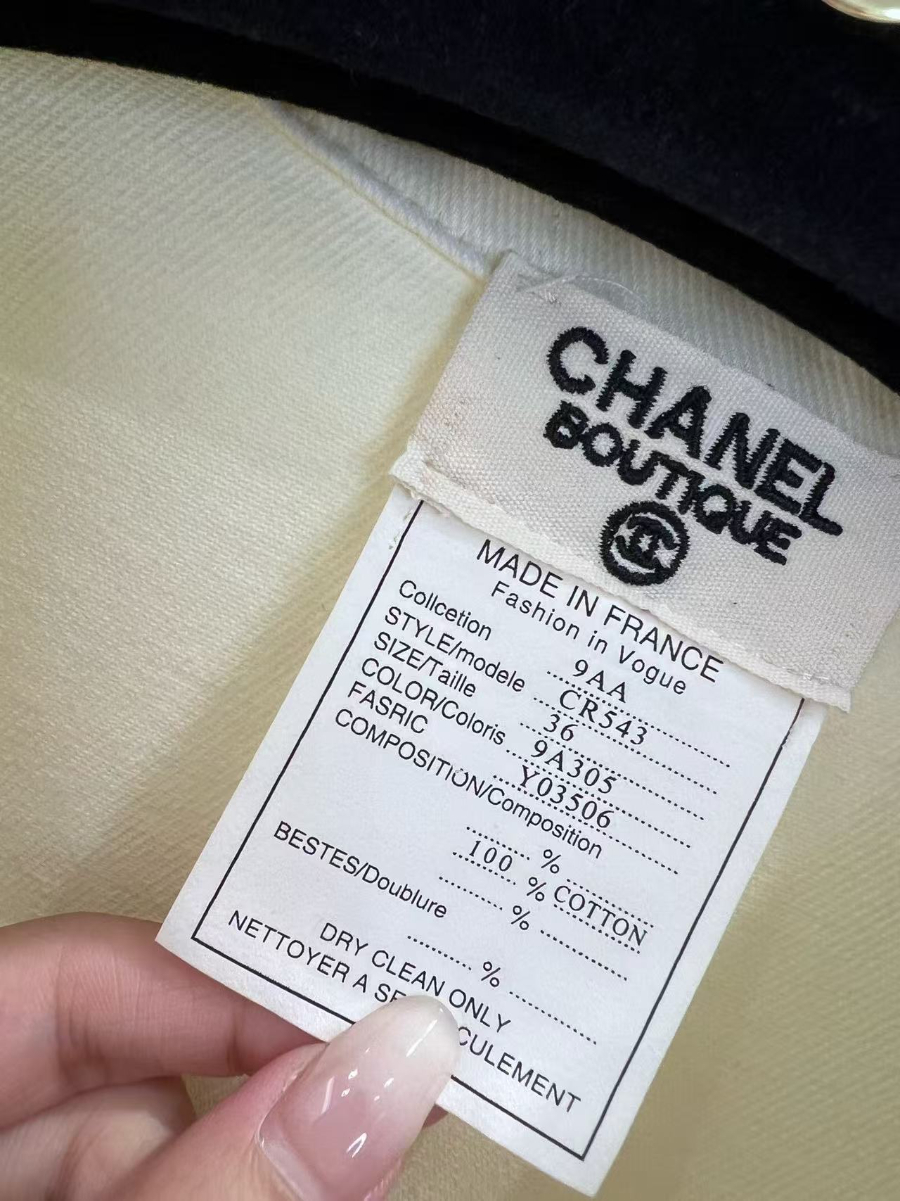 CHANEL
BOUTIQUE
MADE IN FRANCE
Fashion in Vogue
Collcetion 9AA
STYLE/modele CR543
SIZE/Taille 36
COLOR/Coloris 9A305
FASRIC Y03506
COMPOSITION/Composition
%
100 % COTTON
%
BESTES/Doublure
%
DRY CLEAN ONLY
NETTOYER A CULEMENT